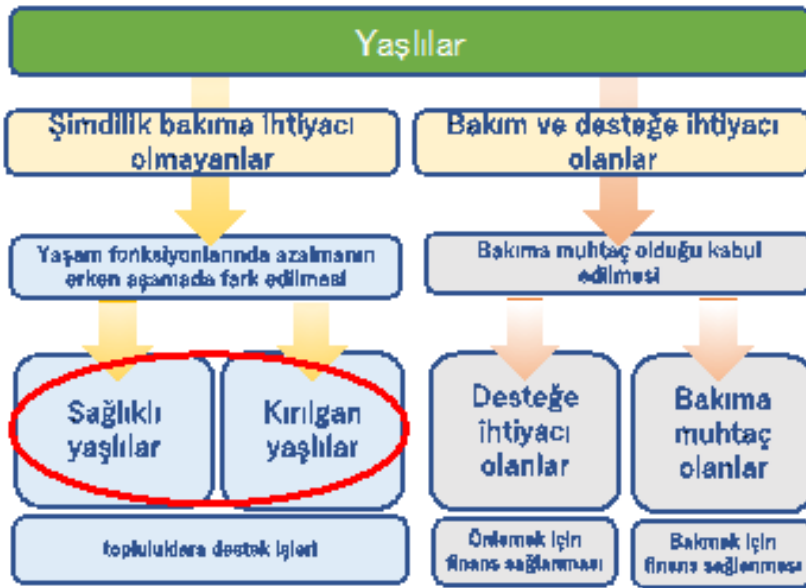 Yaşlılar
Şimdilik bakıma ihtiyacı
olmayanlar
Bakım ve desteğe ihtiyacı
olanlar
Yaşam fonksiyonlarında azalmanın
erken aşamada fark edilmesi
Bakıma muhtaç olduğu kabul
edilmesi
Sağlıklı
yaşlılar
Kırılgan
yaşlılar
Desteğe
ihtiyacı
olanlar
Bakıma
muhtaç
olanlar
topluluklara destek işleri
Önlemek için
finans sağlanması
Bakmak için
finans sağlanması